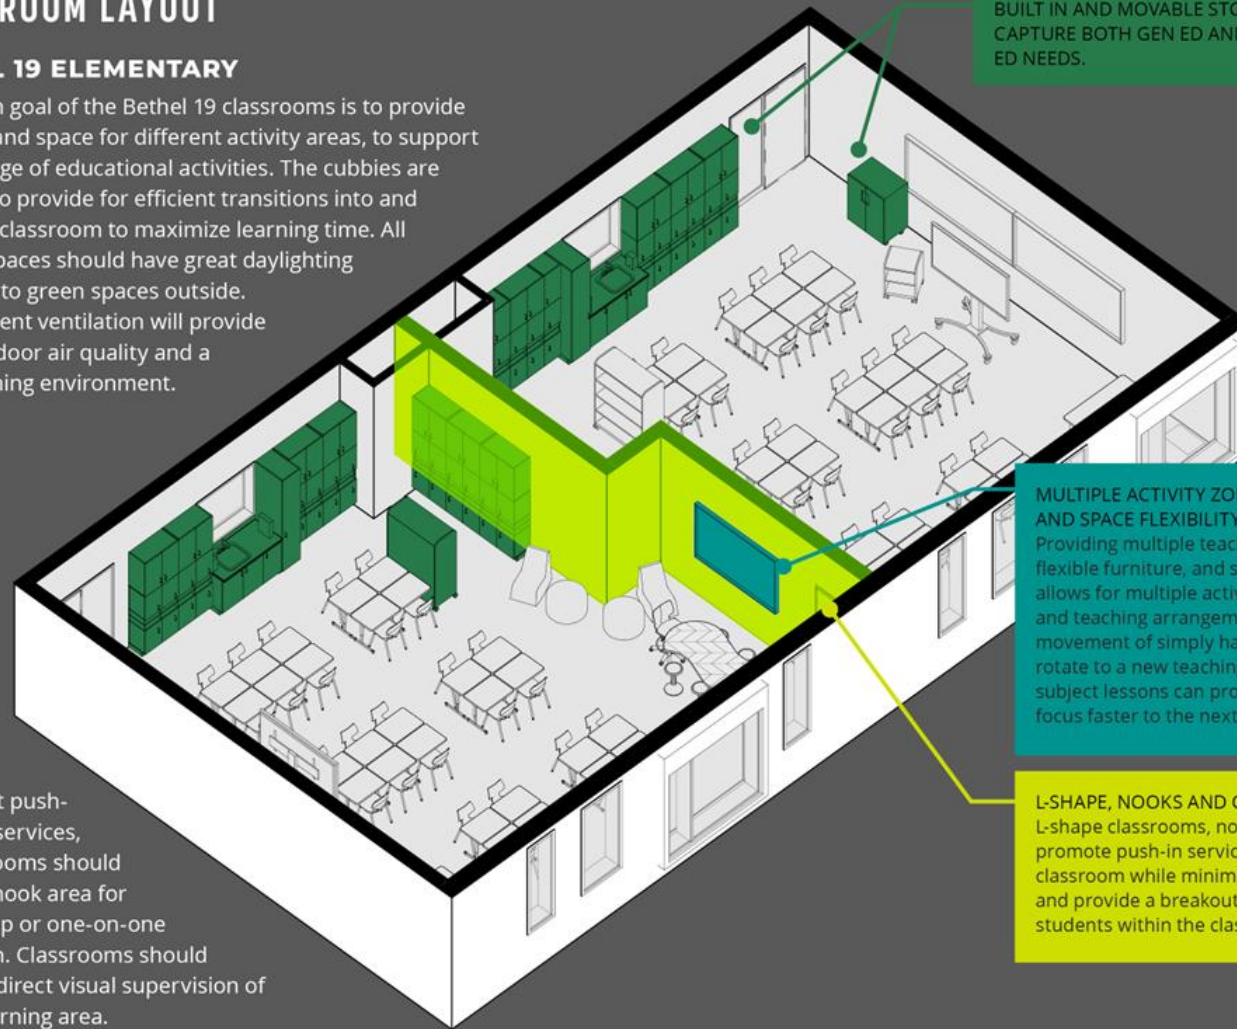 ROOM LAYOUT
19 ELEMENTARY
goal of the Bethel 19 classrooms is to provide
and space for different activity areas, to support
ge of educational activities. The cubbies are
o provide for efficient transitions into and
classroom to maximize learning time. All
paces should have great daylighting
to green spaces outside.
ent ventilation will provide
door air quality and a
ning environment.
BUILT IN AND MOVABLE STO
CAPTURE BOTH GEN ED AN
ED NEEDS.
MULTIPLE ACTIVITY ZO
AND SPACE FLEXIBILITY
Providing multiple teac
flexible furniture, and s
allows for multiple activ
and teaching arrangem
movement of simply ha
rotate to a new teachin
subject lessons can pro
focus faster to the next
L-SHAPE, NOOKS AND
L-shape classrooms, no
promote push-in servic
classroom while minim
and provide a breakout
students within the clas
t push-
services,
ooms should
nook area for
p or one-on-one
n. Classrooms should
direct visual supervision of
rning area.